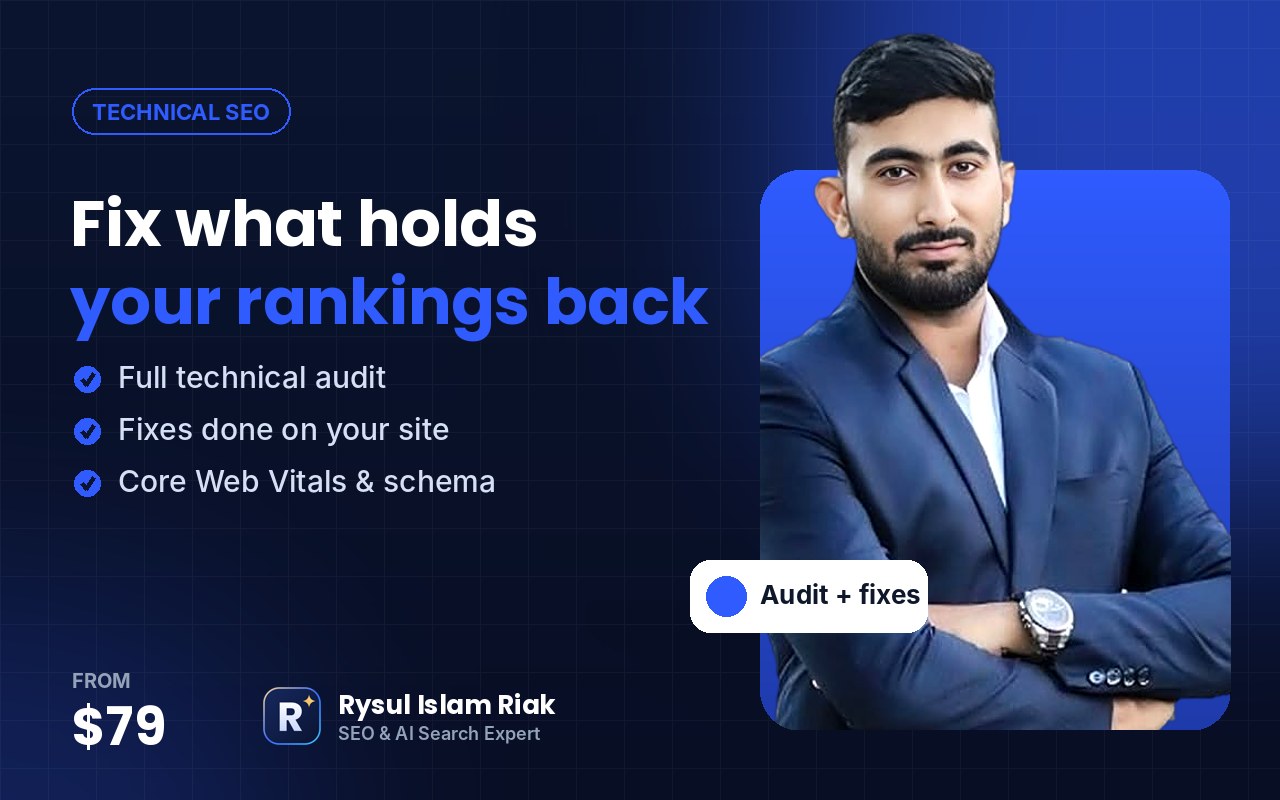 TECHNICAL SEO
Fix what holds
your rankings back
Full technical audit
Fixes done on your site
Core Web Vitals & schema
Audit + fixes
FROM
$79
R
Rysul Islam Riak
SEO & AI Search Expert